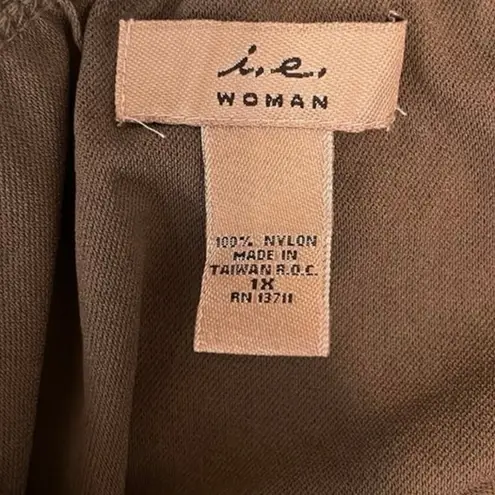 i.e.
WOMAN
100% NYLON
MADE IN
TAIWAN R.O.C.
1X
RN 13711